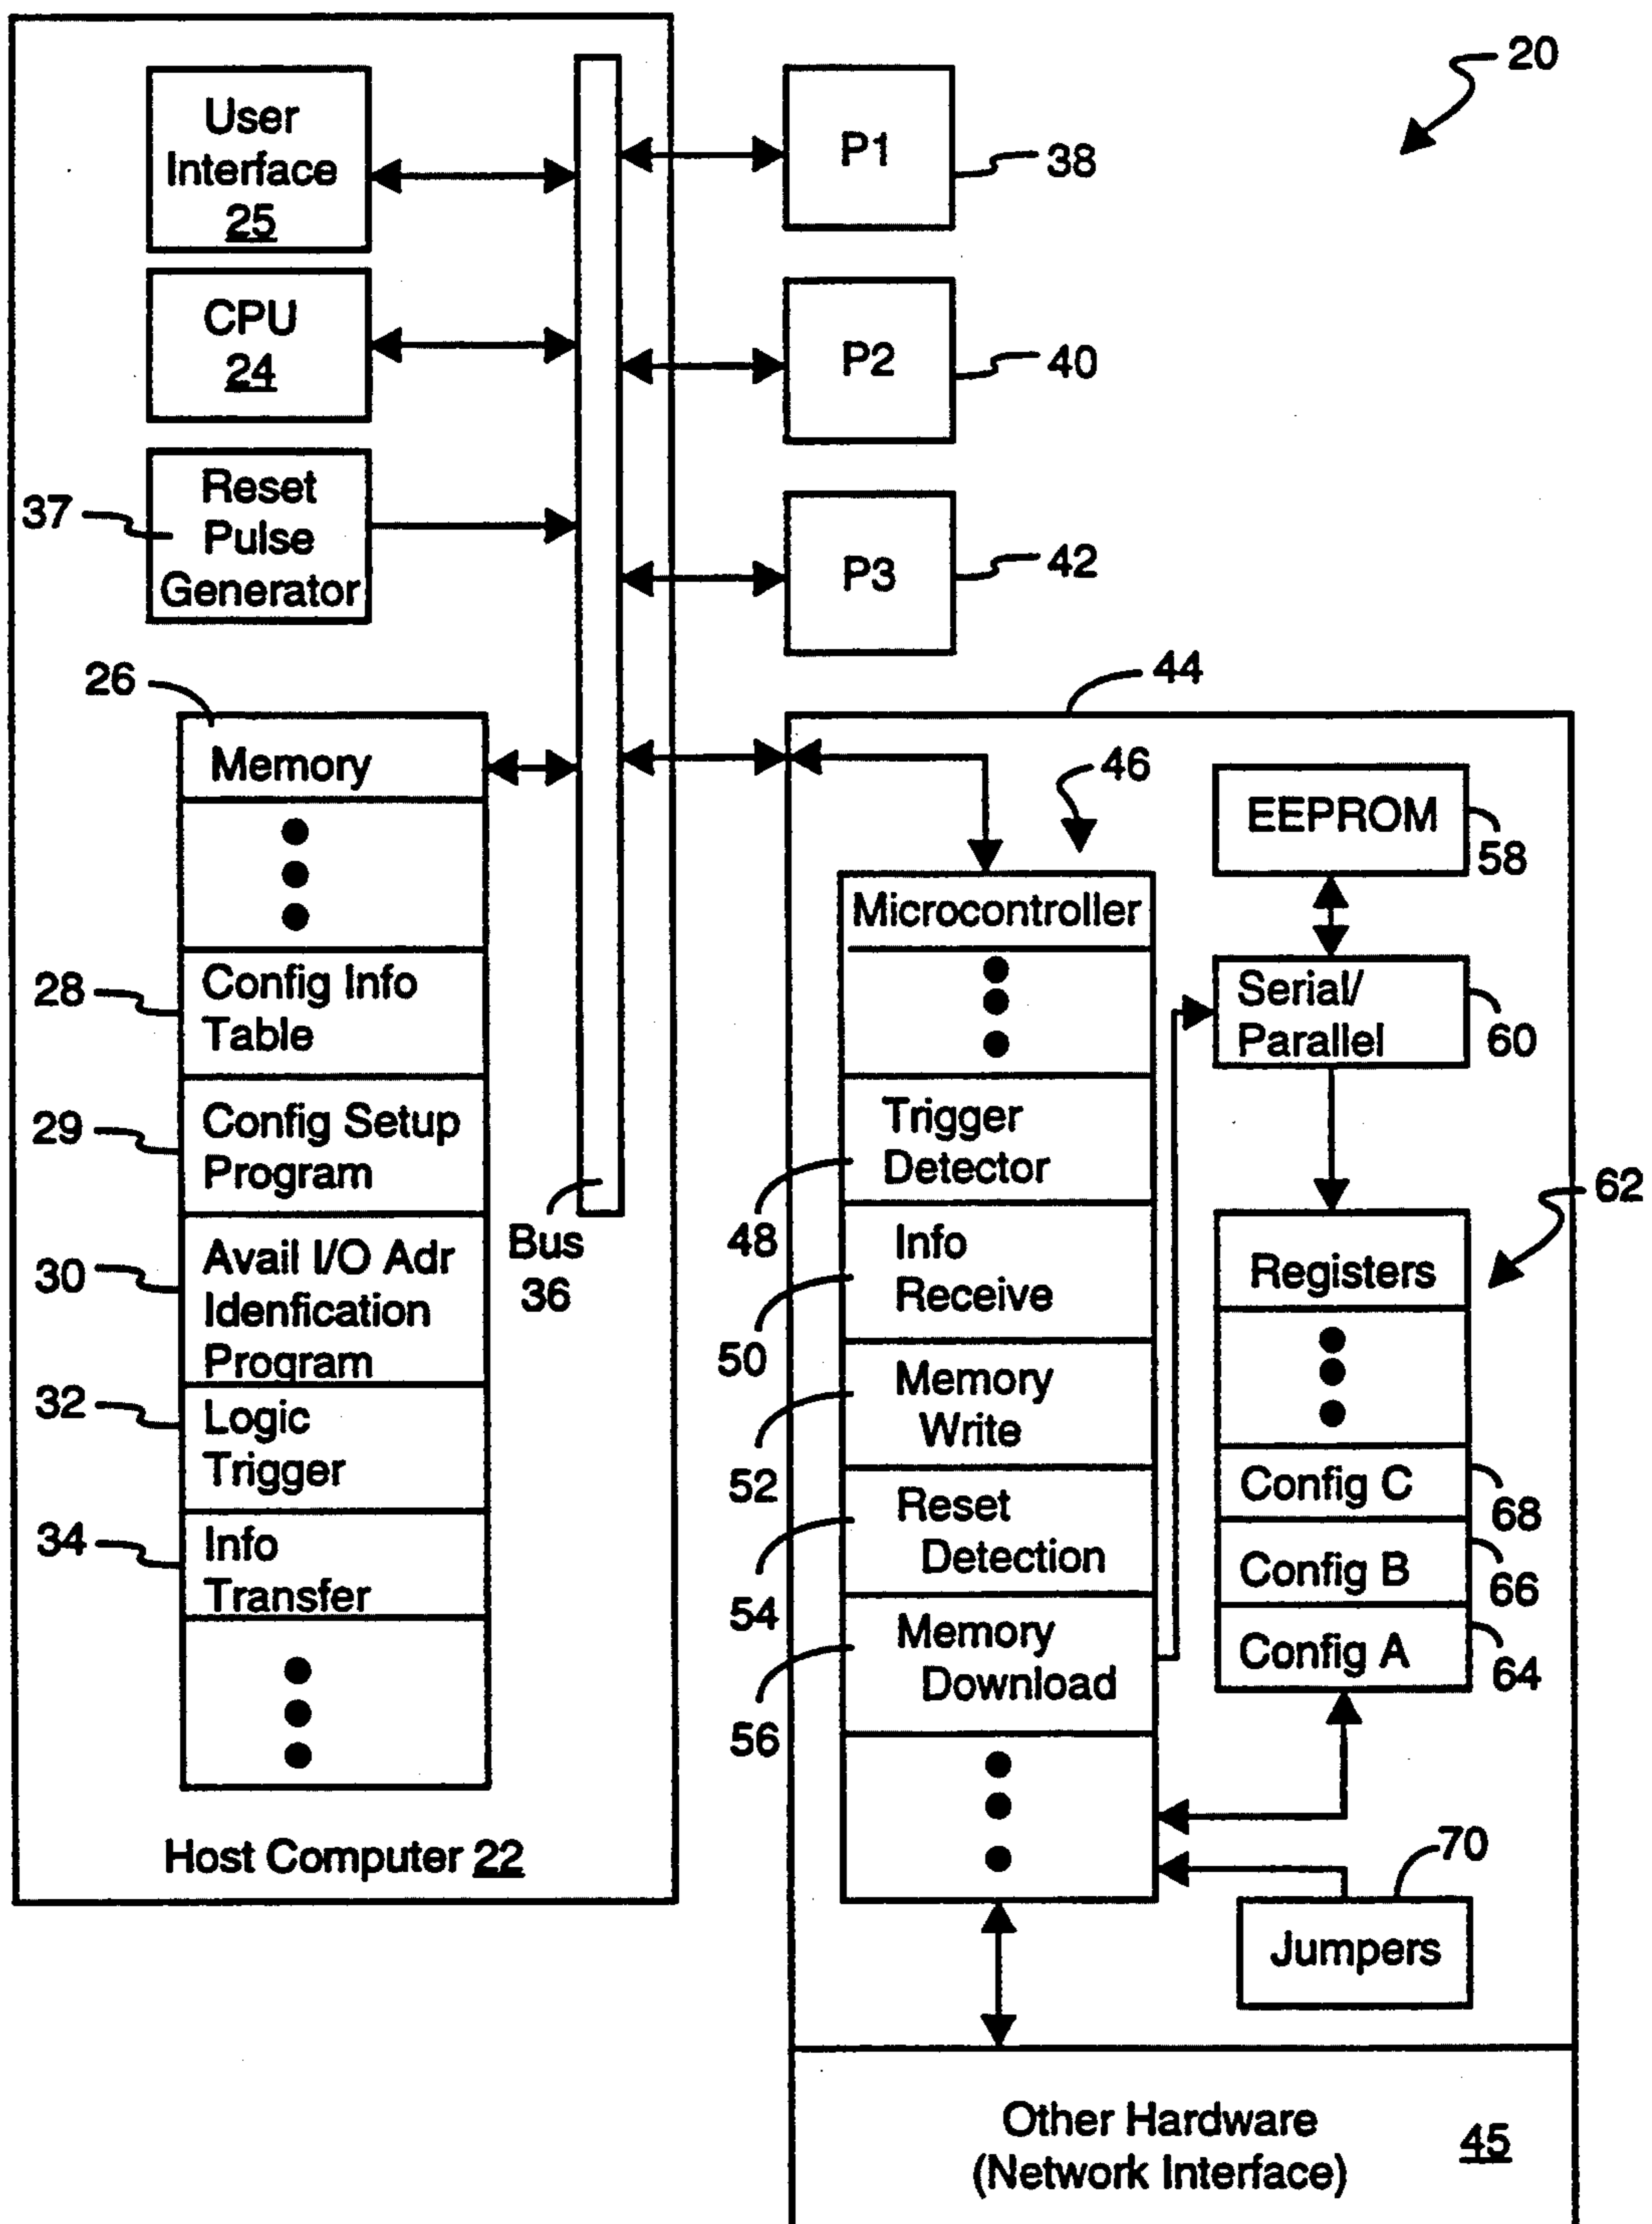 20
User
Interface
25
CPU
24
37
Reset
Pulse
Generator
P1
38
P2
40
P3
42
26
Memory
28
Config Info
Table
29
Config Setup
Program
30
Avail I/O Adr
Idenfication
Program
32
Logic
Trigger
34
Info
Transfer
Bus
36
Host Computer 22
44
46
Microcontroller
Trigger
Detector
48
Info
Receive
50
Memory
Write
52
Reset
Detection
54
Memory
Download
56
EEPROM
58
Serial/
Parallel
60
62
Registers
Config C
68
Config B
66
Config A
64
70
Jumpers
Other Hardware
(Network Interface)
45